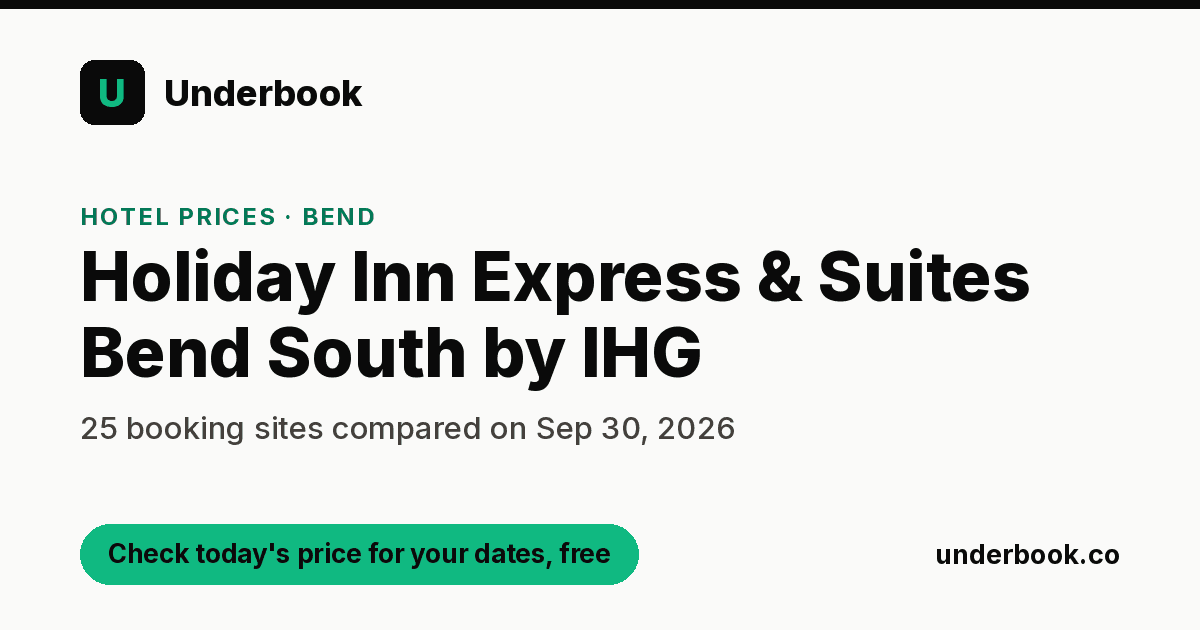 U Underbook
HOTEL PRICES · BEND
Holiday Inn Express & Suites
Bend South by IHG
25 booking sites compared on Sep 30, 2026
Check today's price for your dates, free
underbook.co